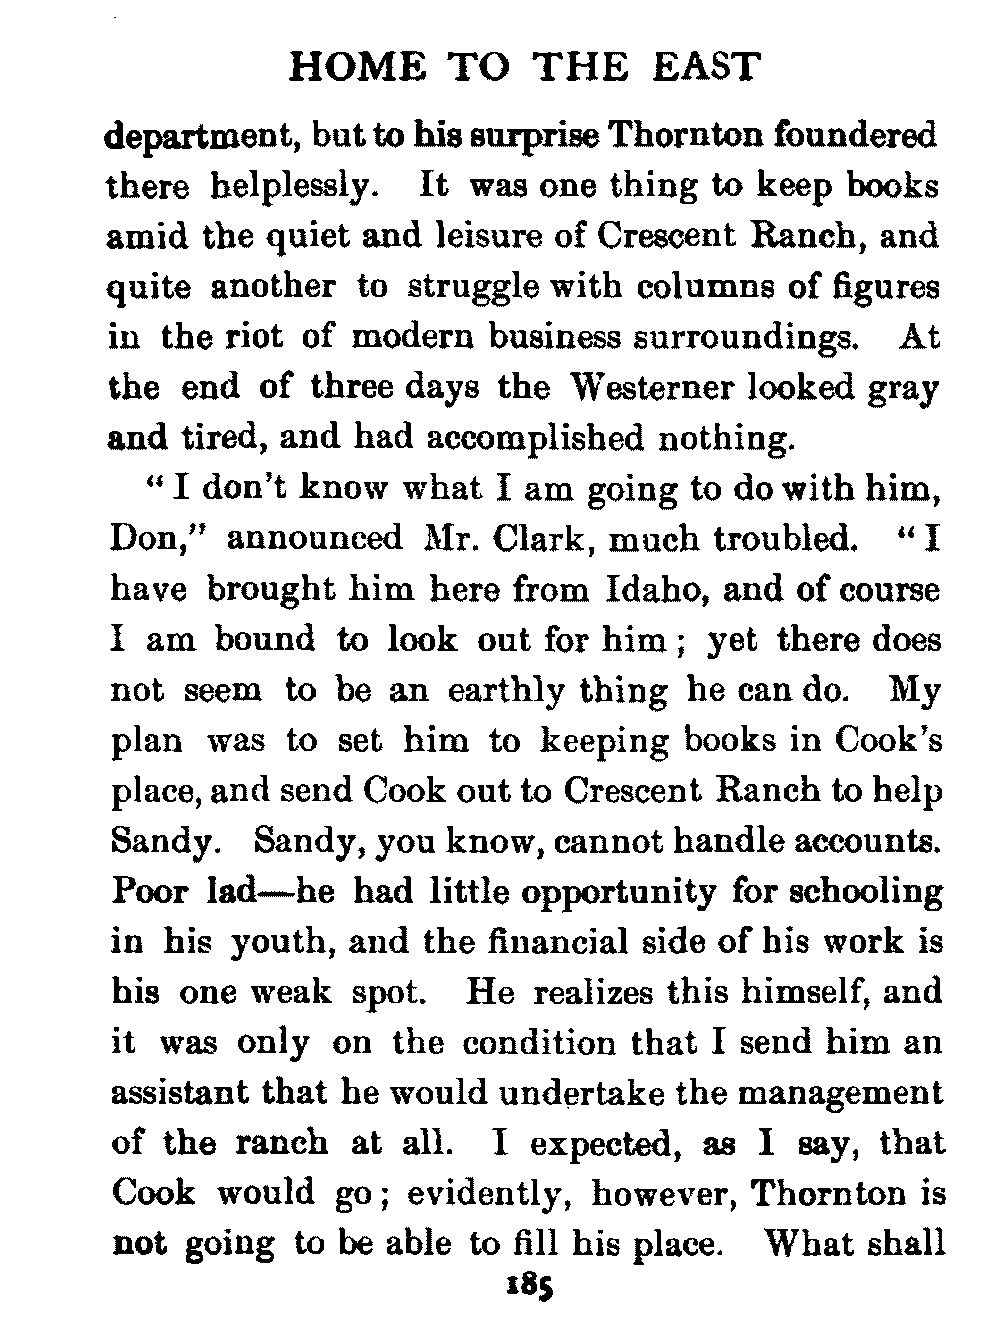 HOME TO THE EAST
department, but to his surprise Thornton foundered
there helplessly. It was one thing to keep books
amid the quiet and leisure of Crescent Ranch, and
quite another to struggle with columns of figures
in the riot of modern business surroundings. At
the end of three days the Westerner looked gray
and tired, and had accomplished nothing.
“ I don't know what I am going to do with him,
Don,” announced Mr. Clark, much troubled. “ I
have brought him here from Idaho, and of course
I am bound to look out for him ; yet there does
not seem to be an earthly thing he can do. My
plan was to set him to keeping books in Cook's
place, and send Cook out to Crescent Ranch to help
Sandy. Sandy, you know, cannot handle accounts.
Poor lad—he had little opportunity for schooling
in his youth, and the financial side of his work is
his one weak spot. He realizes this himself, and
it was only on the condition that I send him an
assistant that he would undertake the management
of the ranch at all. I expected, as I say, that
Cook would go ; evidently, however, Thornton is
not going to be able to fill his place. What shall
185